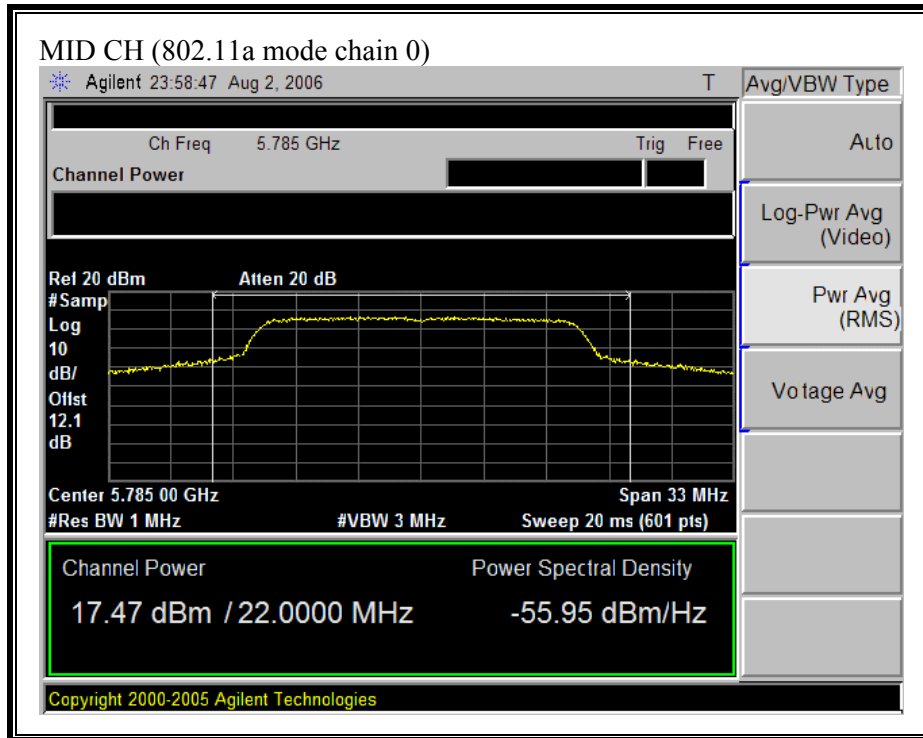 MID CH (802.11a mode chain 0)
Agilent 23:58:47 Aug 2, 2006 T
Avg/VBW Type
Ch Freq 5.785 GHz Trig Free
Channel Power
Auto
Log-Pwr Avg
(Video)
Pwr Avg
(RMS)
Voltage Avg
Ref 20 dBm Atten 20 dB
#Samp
Log
10
dB/
Offst
12.1
dB
Center 5.785 00 GHz Span 33 MHz
#Res BW 1 MHz #VBW 3 MHz Sweep 20 ms (601 pts)
Channel Power Power Spectral Density
17.47 dBm / 22.0000 MHz -55.95 dBm/Hz
Copyright 2000-2005 Agilent Technologies